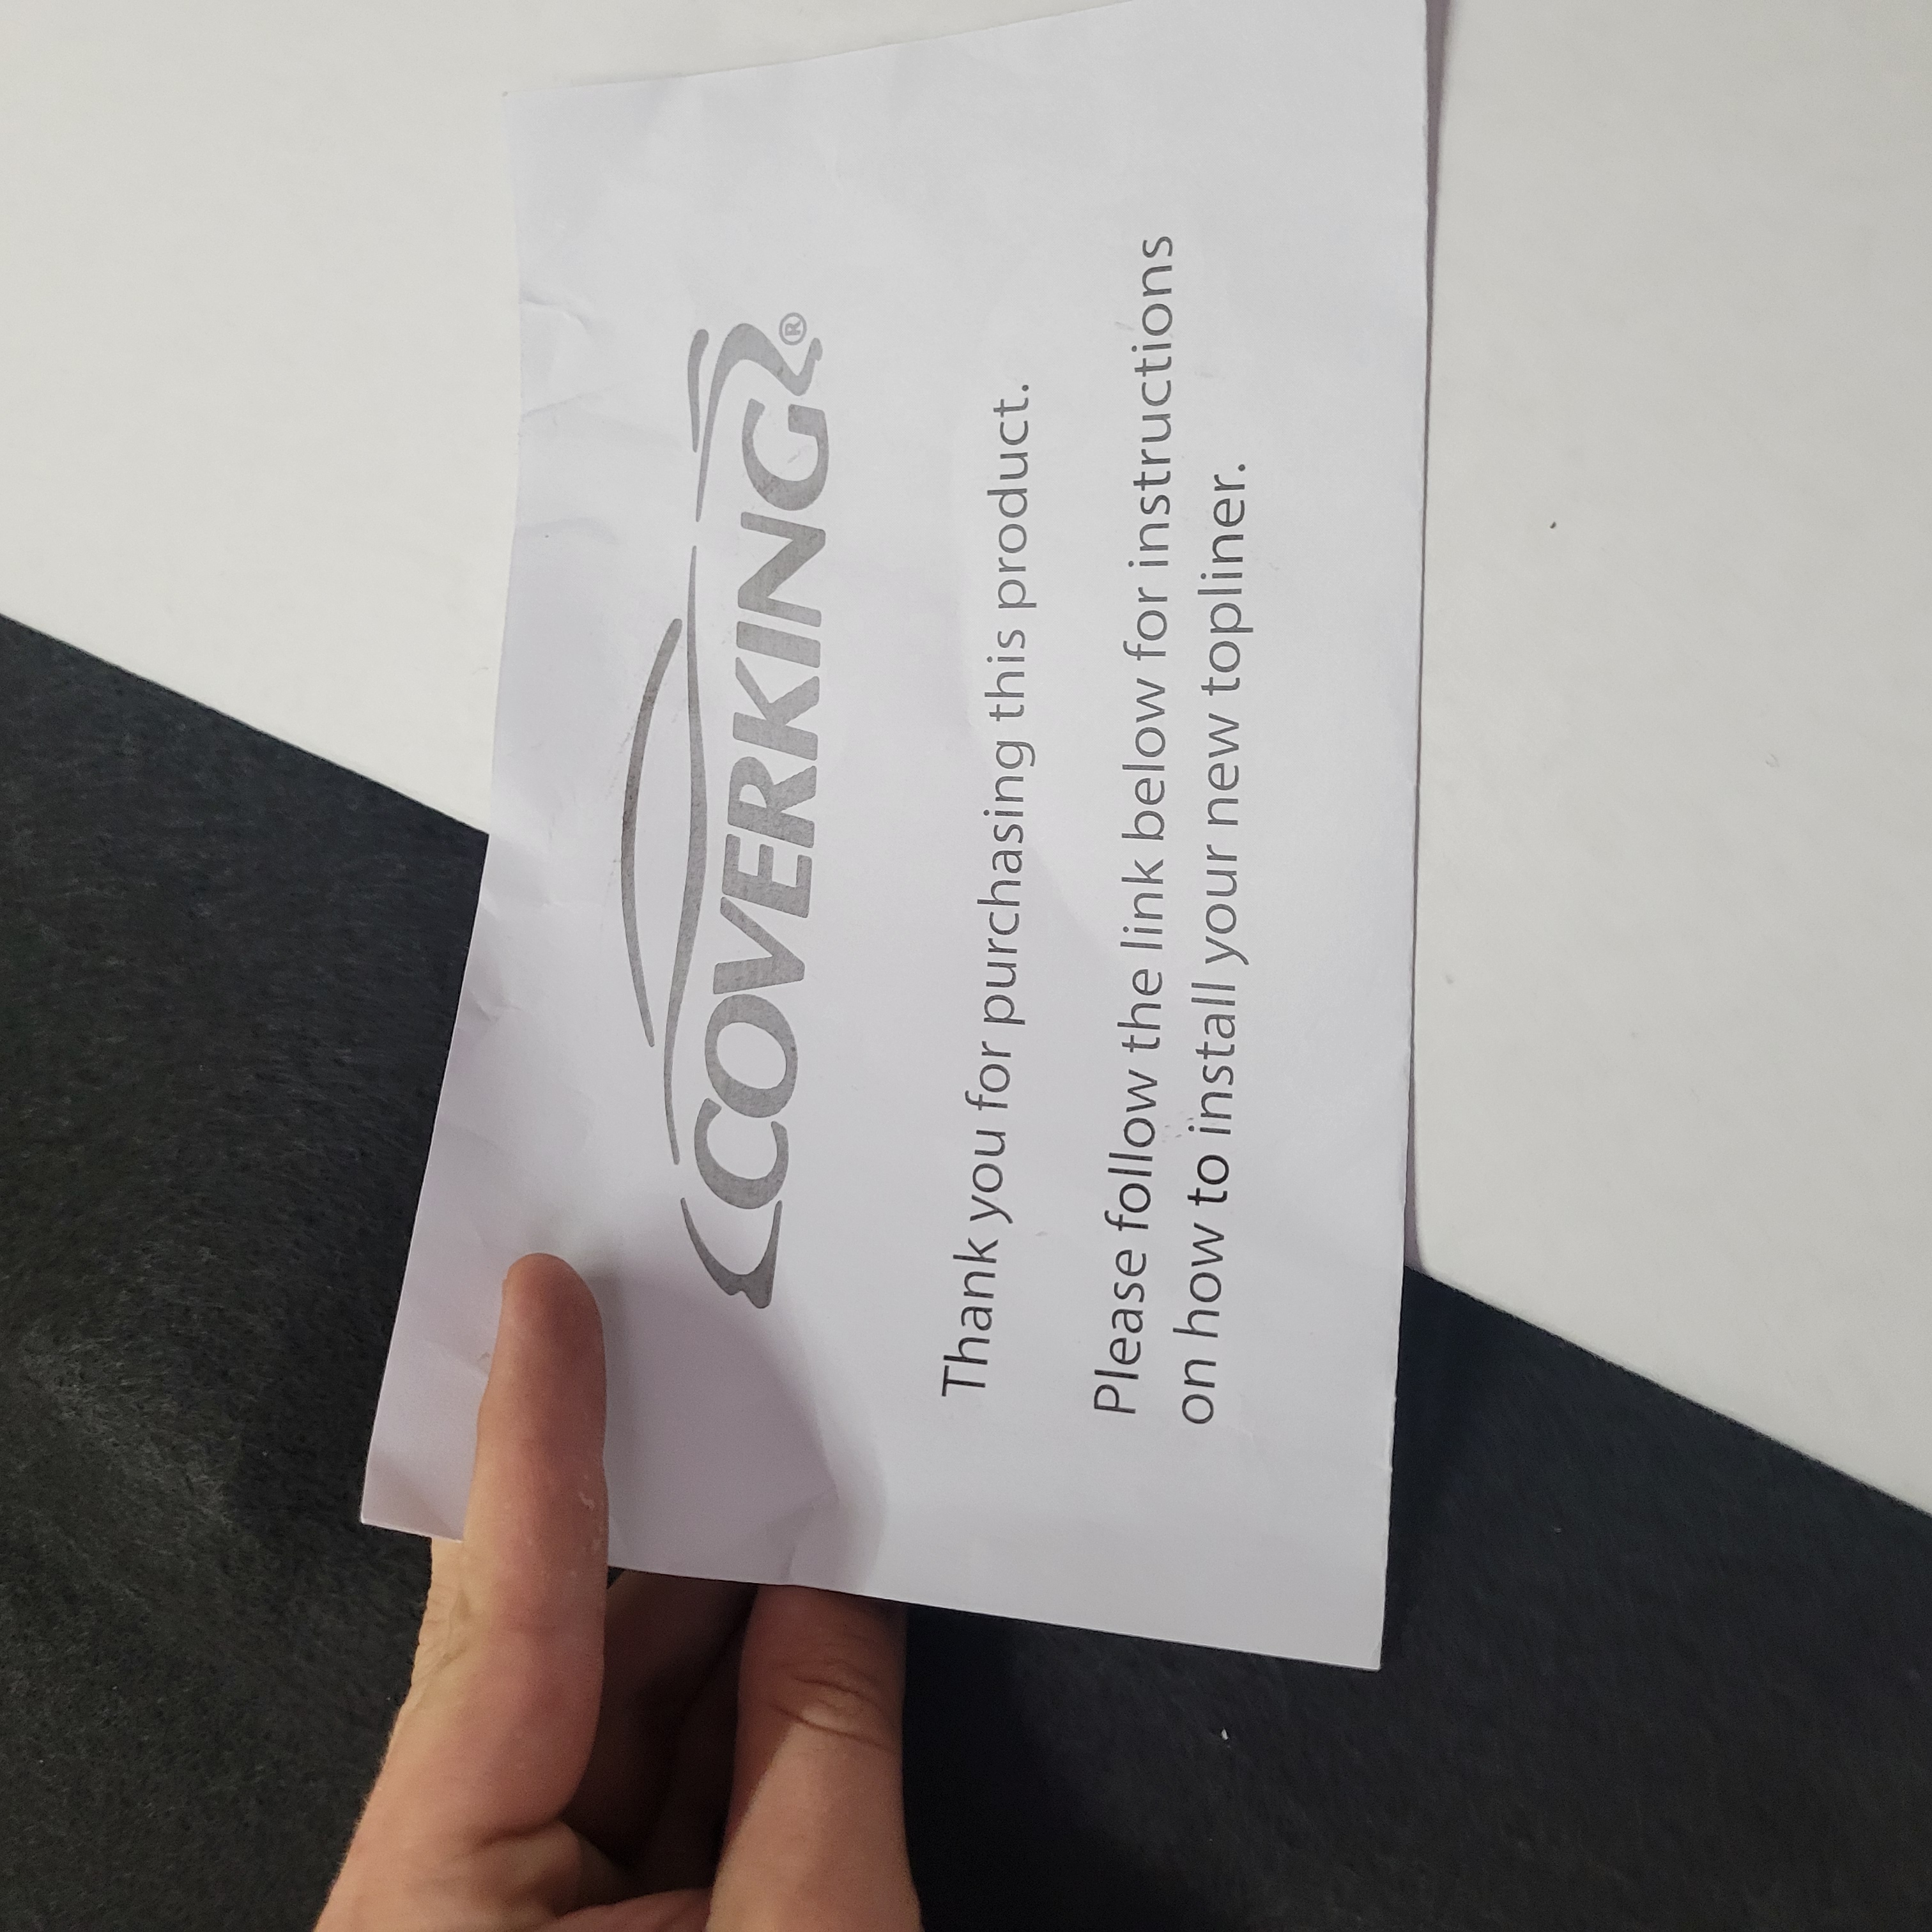 COVERKING®
Thank you for purchasing this product.
Please follow the link below for instructions
on how to install your new topliner.